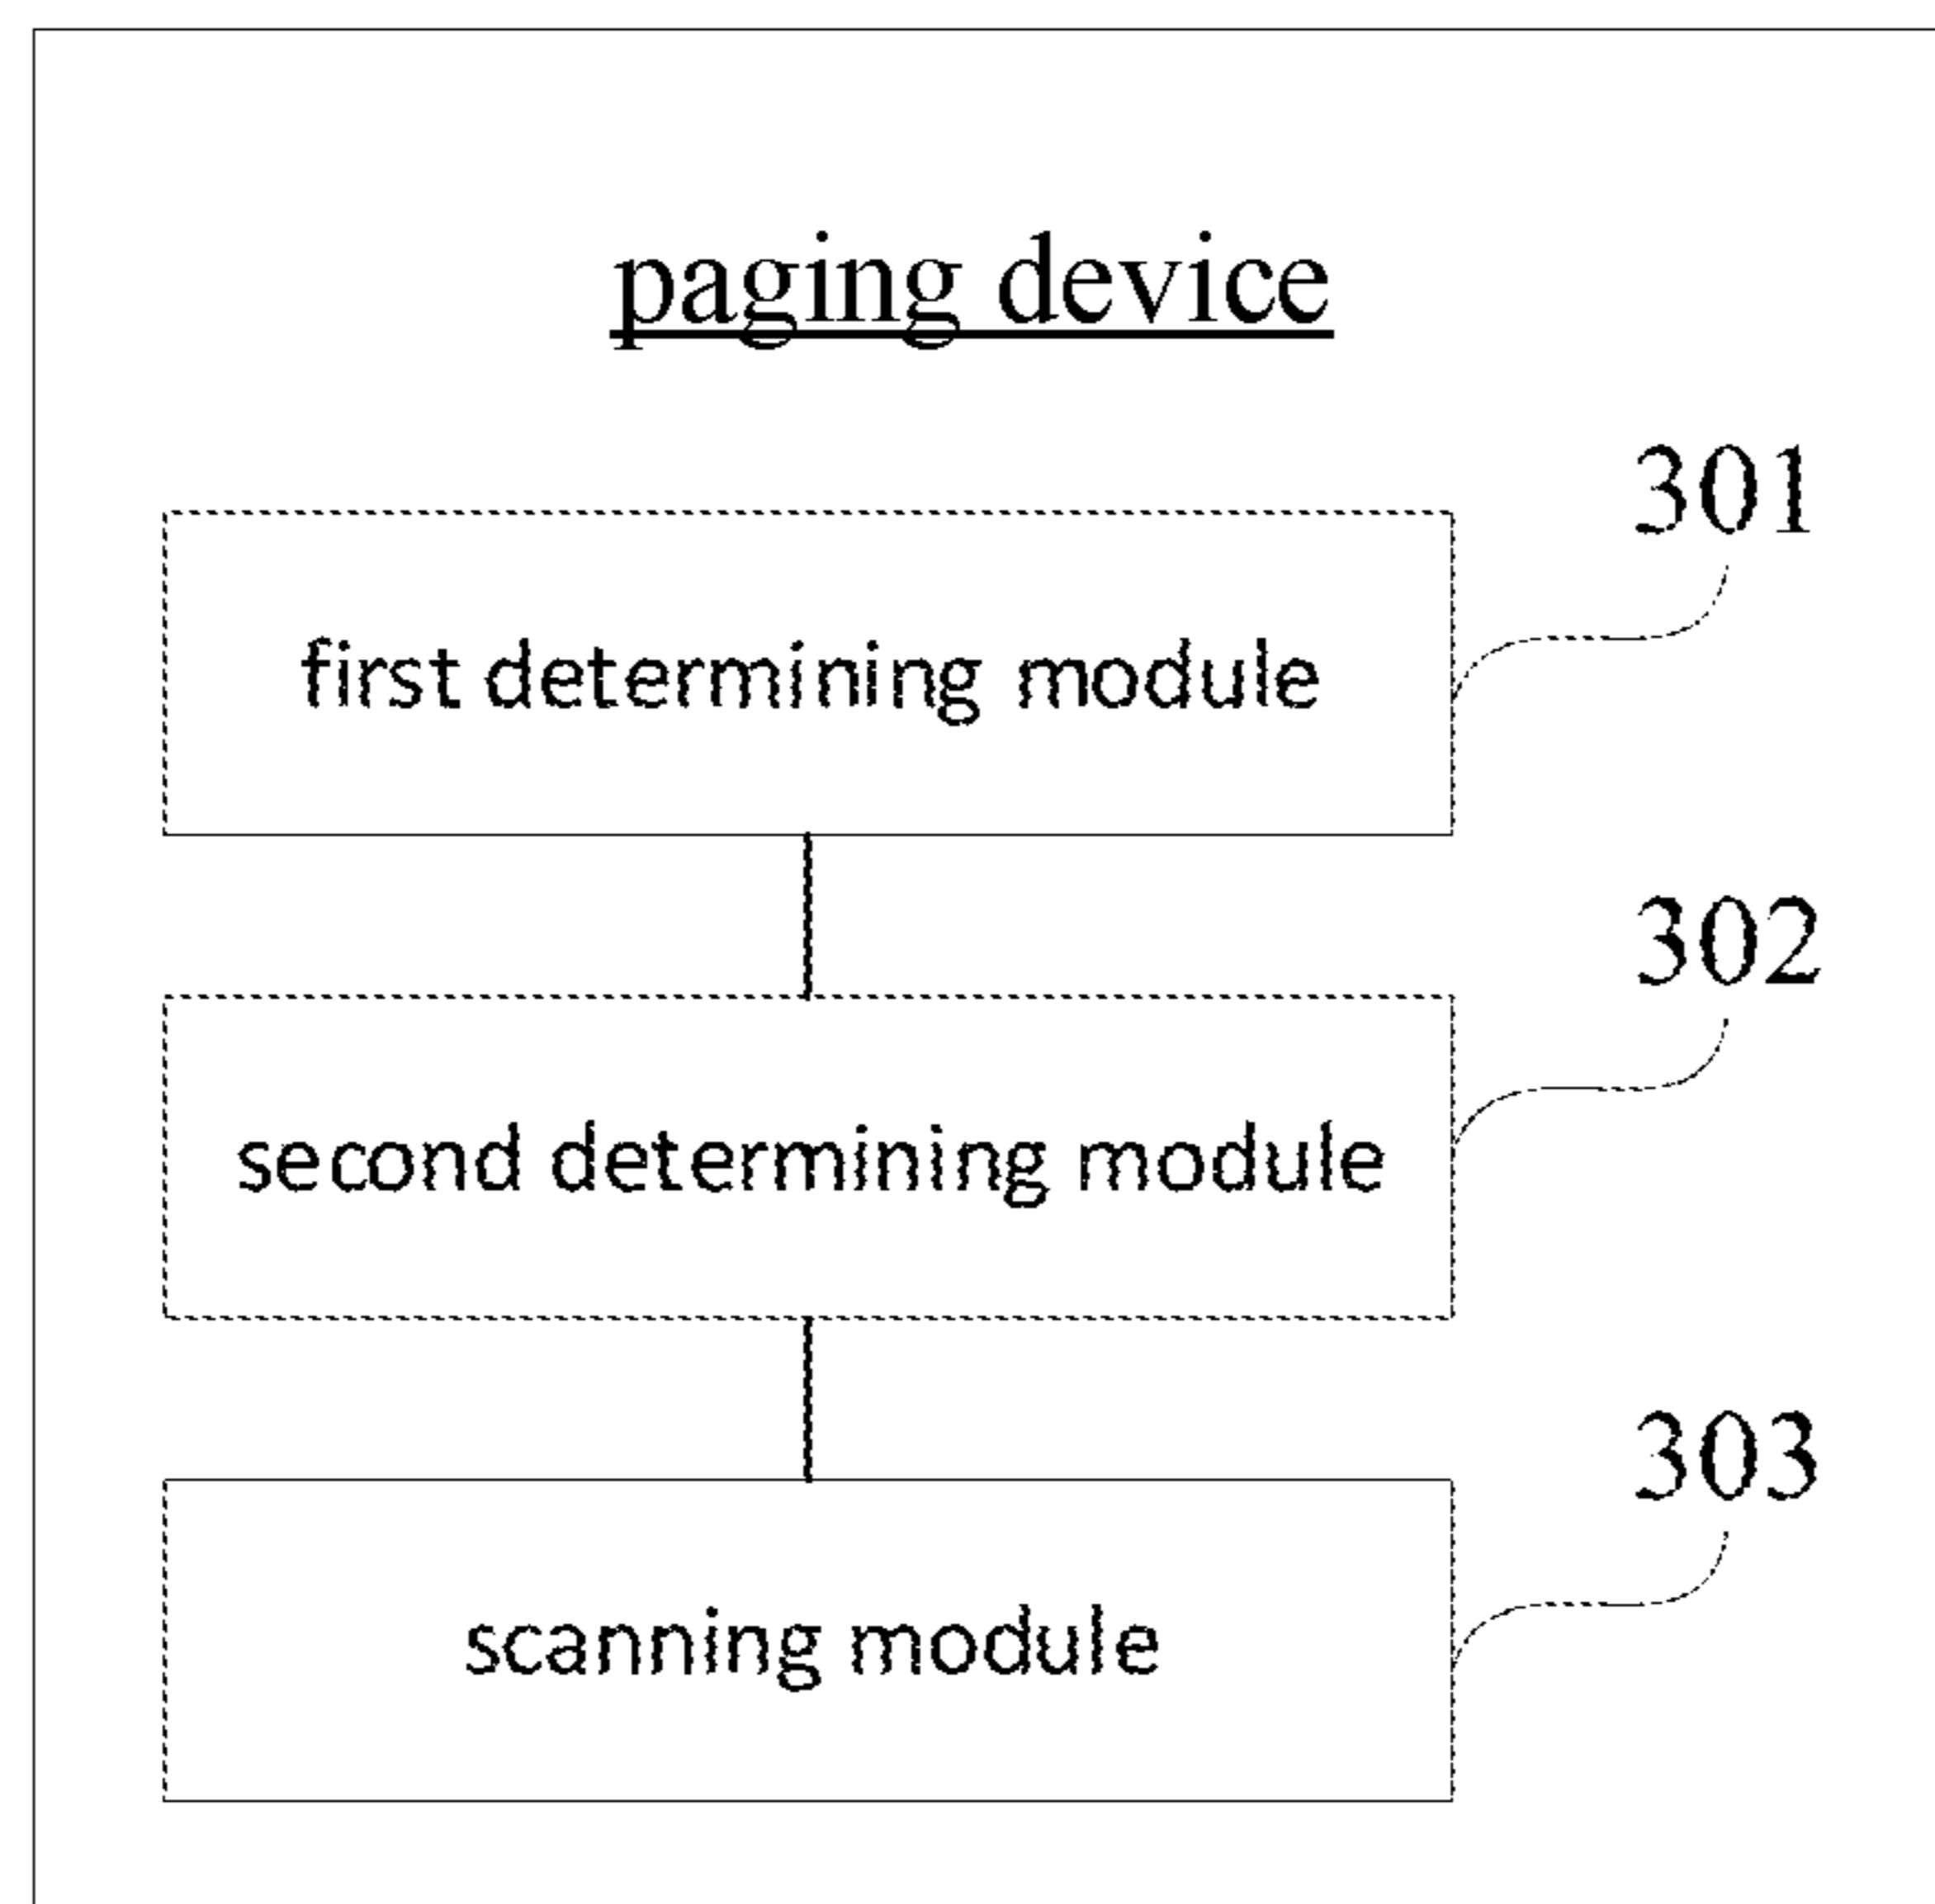 paging device
301
first determining module
302
second determining module
303
scanning module